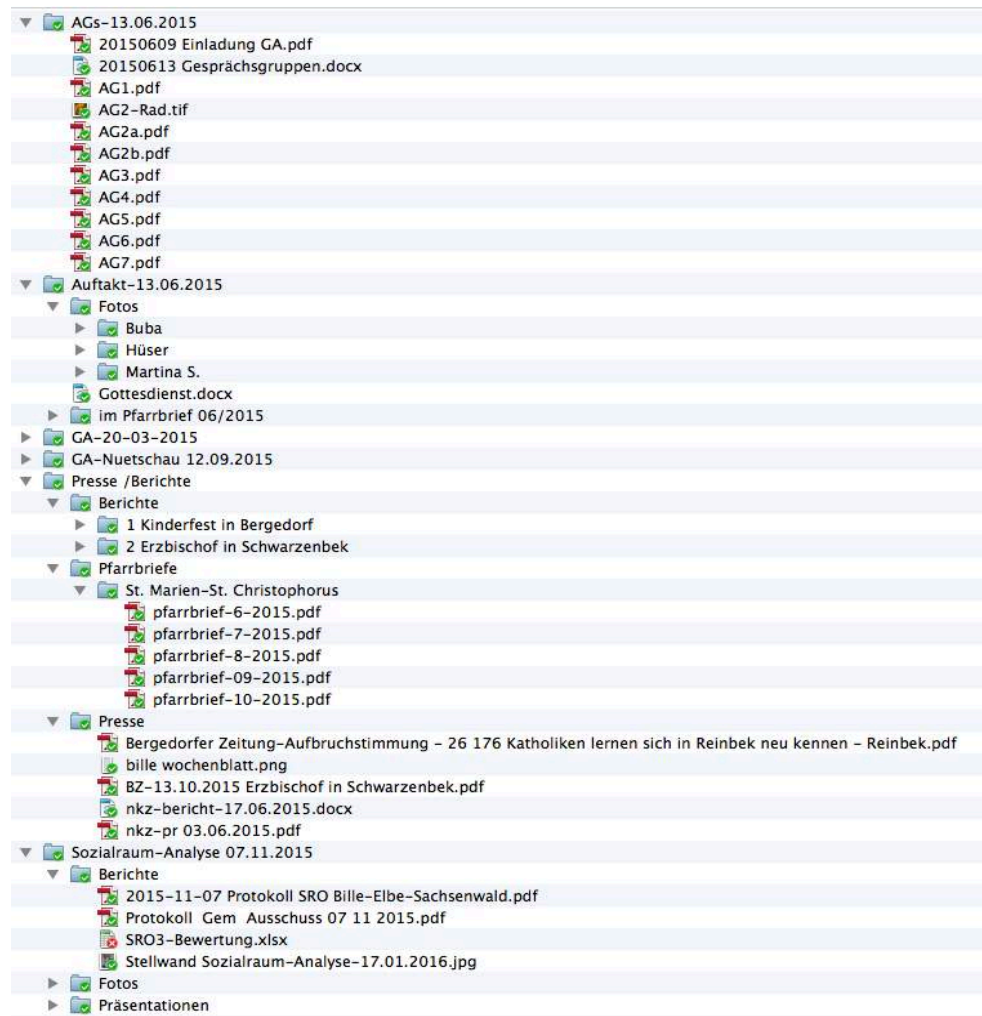 AGs-13.06.2015
20150609 Einladung GA.pdf
20150613 Gesprächsgruppen.docx
AG1.pdf
AG2-Rad.tif
AG2a.pdf
AG2b.pdf
AG3.pdf
AG4.pdf
AG5.pdf
AG6.pdf
AG7.pdf
Auftakt-13.06.2015
Fotos
Buba
Hüser
Martina S.
Gottesdienst.docx
im Pfarrbrief 06/2015
GA-20-03-2015
GA-Nuetschau 12.09.2015
Presse /Berichte
Berichte
1 Kinderfest in Bergedorf
2 Erzbischof in Schwarzenbek
Pfarrbriefe
St. Marien-St. Christophorus
pfarrbrief-6-2015.pdf
pfarrbrief-7-2015.pdf
pfarrbrief-8-2015.pdf
pfarrbrief-09-2015.pdf
pfarrbrief-10-2015.pdf
Presse
Bergedorfer Zeitung-Aufbruchstimmung - 26 176 Katholiken lernen sich in Reinbek neu kennen - Reinbek.pdf
bille wochenblatt.png
BZ-13.10.2015 Erzbischof in Schwarzenbek.pdf
nkz-bericht-17.06.2015.docx
nkz-pr 03.06.2015.pdf
Sozialraum-Analyse 07.11.2015
Berichte
2015-11-07 Protokoll SRO Bille-Elbe-Sachsenwald.pdf
Protokoll  Gem  Ausschuss 07 11 2015.pdf
SRO3-Bewertung.xlsx
Stellwand Sozialraum-Analyse-17.01.2016.jpg
Fotos
Präsentationen